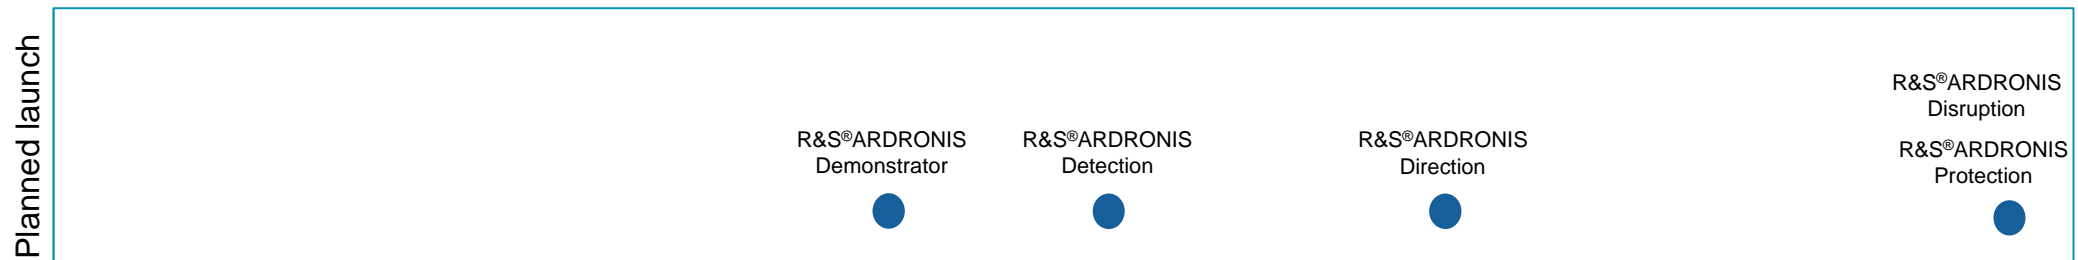 Planned launch
R&S®ARDRONIS
Demonstrator
R&S®ARDRONIS
Detection
R&S®ARDRONIS
Direction
R&S®ARDRONIS
Disruption
R&S®ARDRONIS
Protection